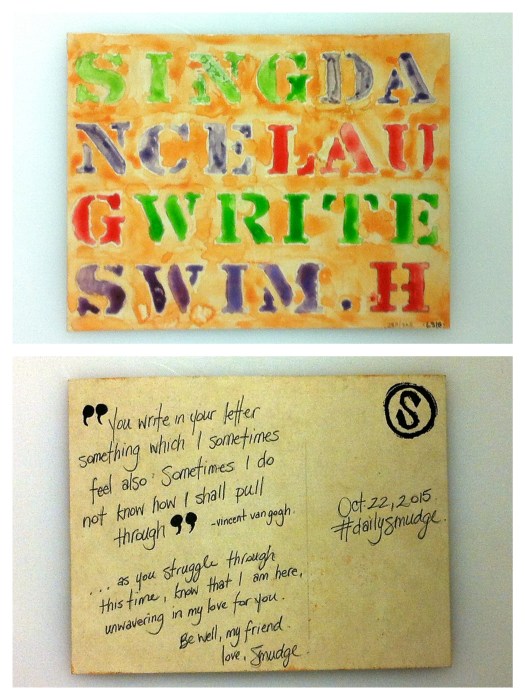 SINGDA
NCELAU
GWRITE
SWIM.H
"You write in your letter
something which I sometimes
feel also: Sometimes I do
not know how I shall pull
through" -vincent van gogh.
... as you struggle through
this time, know that I am here,
unwavering in my love for you.
Be well, my friend.
love, Smudge
S
Oct. 22, 2015
#dailysmudge